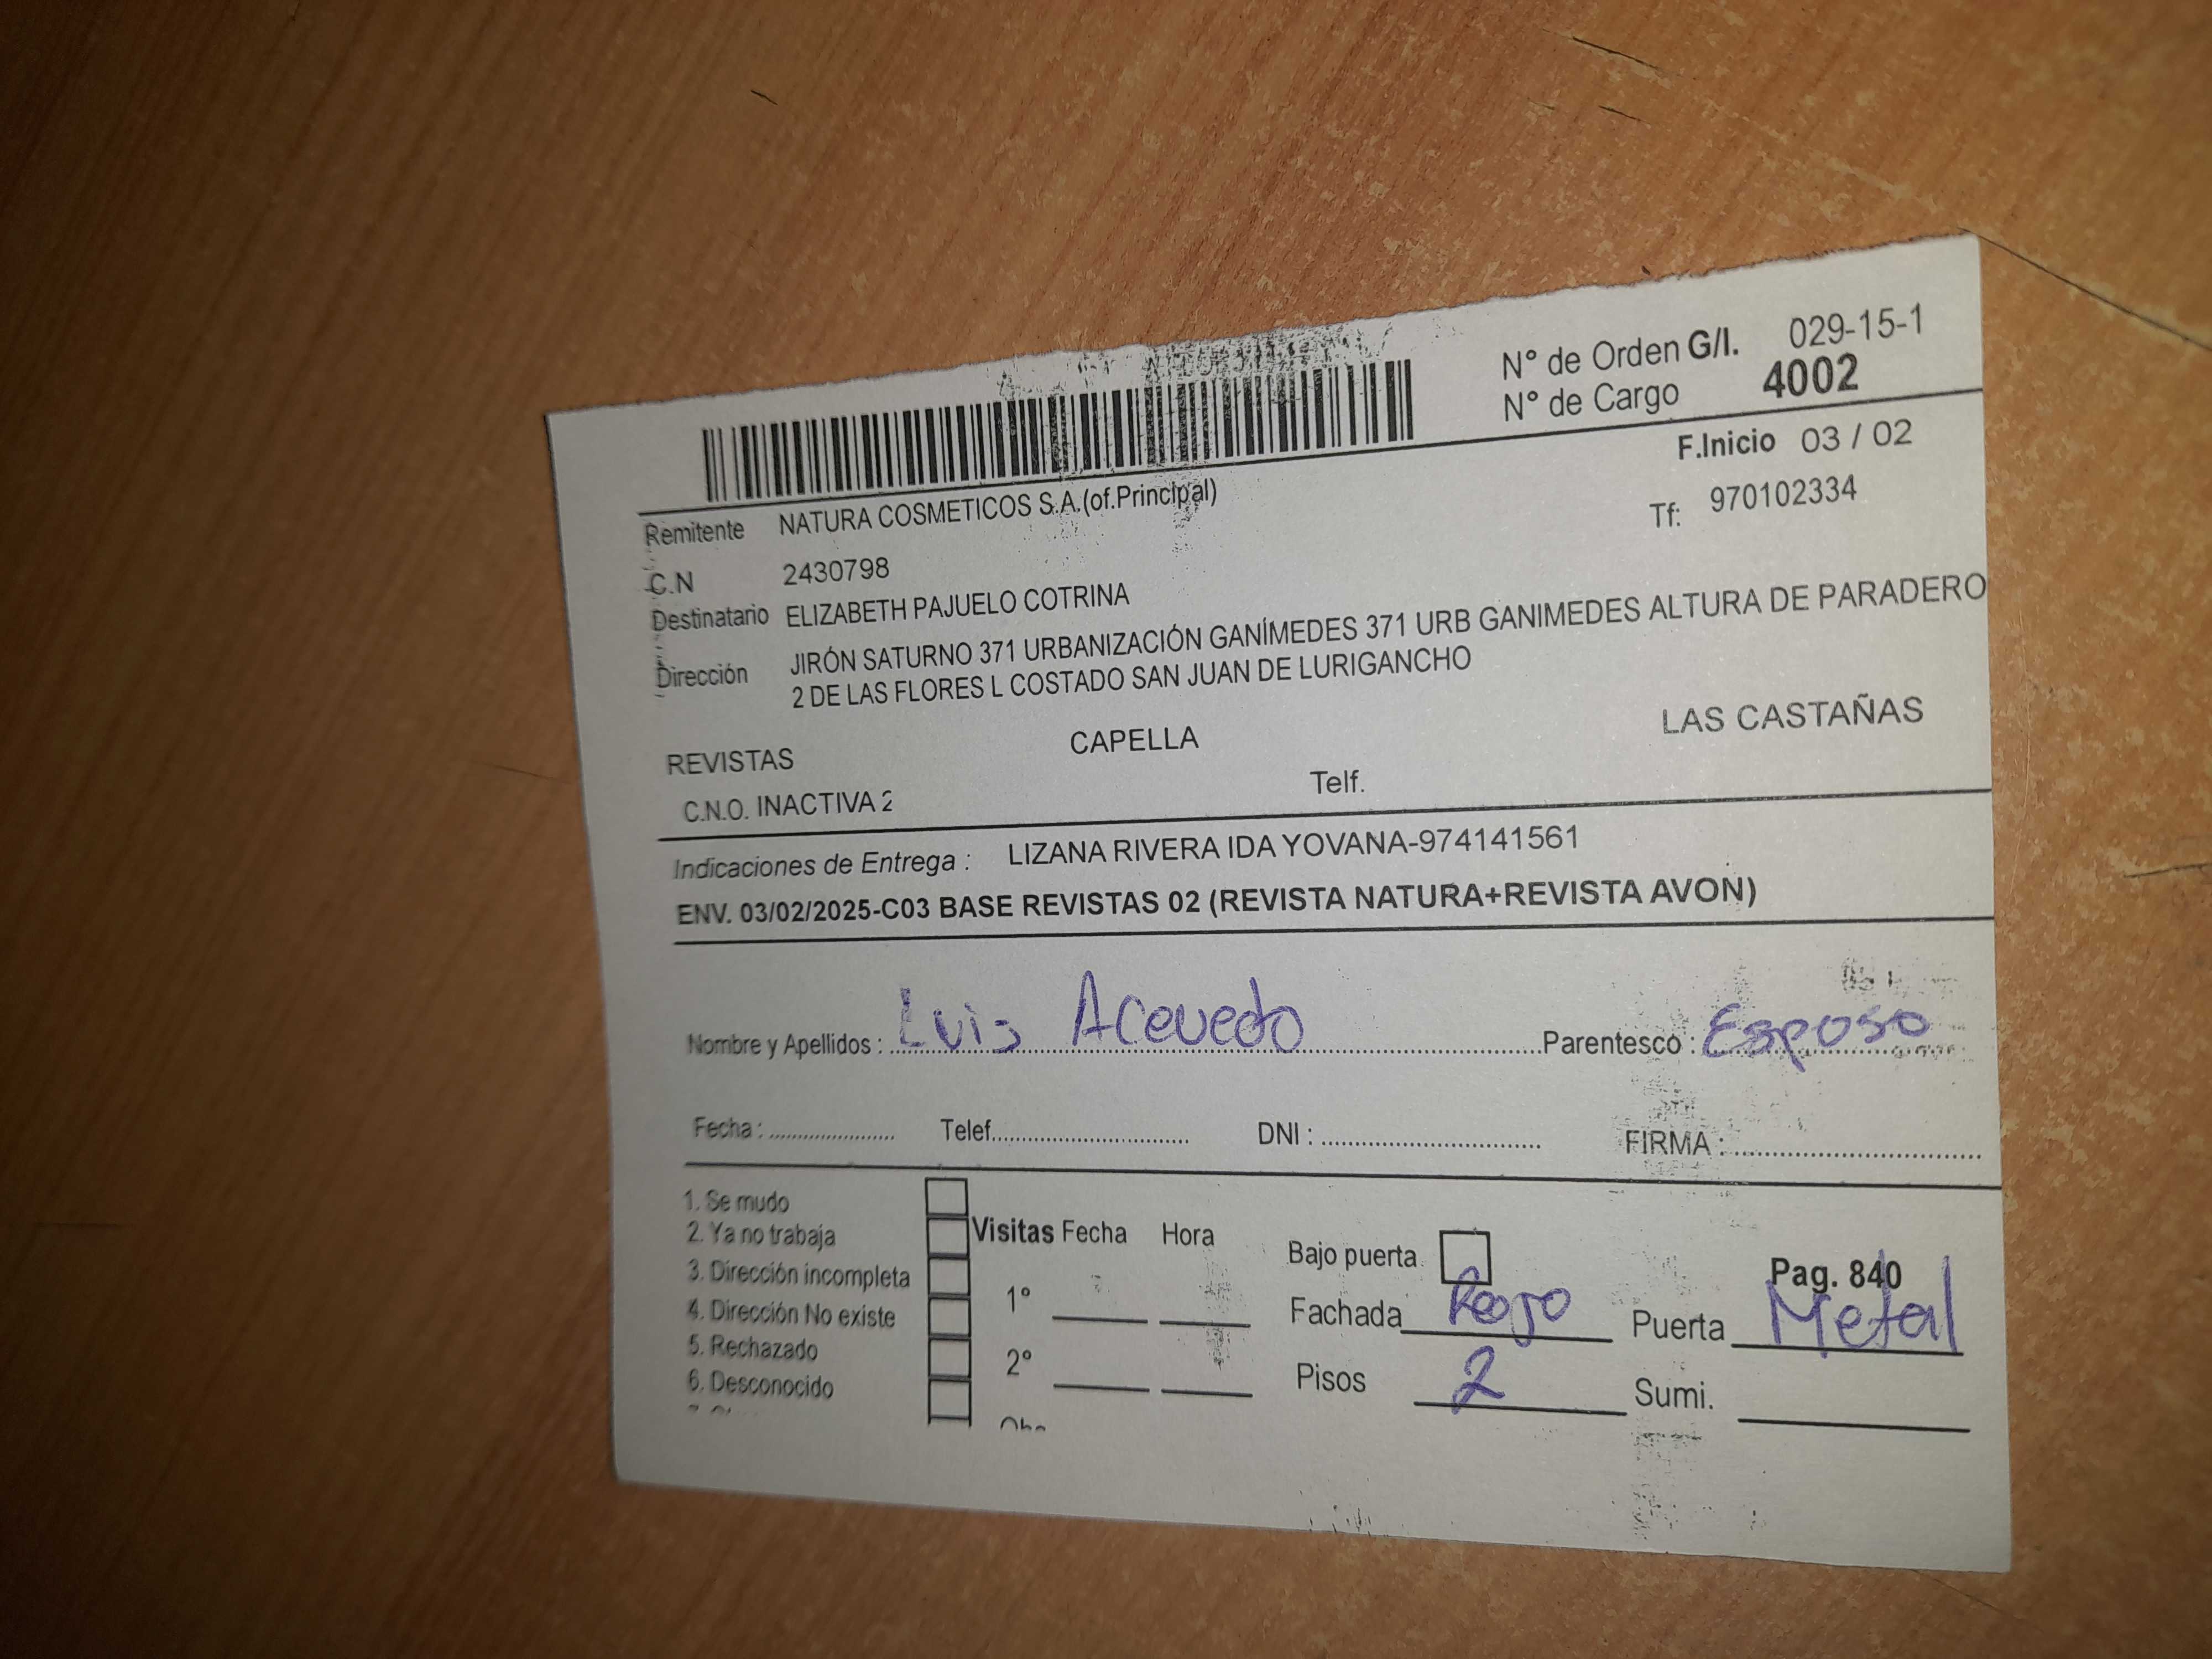 N° de Orden G/I. 029-15-1
N° de Cargo 4002
F.Inicio 03 / 02
Remitente NATURA COSMETICOS S.A.(of.Principal)
Tf: 970102334
C.N 2430798
Destinatario ELIZABETH PAJUELO COTRINA
Dirección JIRÓN SATURNO 371 URBANIZACIÓN GANÍMEDES 371 URB GANIMEDES ALTURA DE PARADERO
2 DE LAS FLORES L COSTADO SAN JUAN DE LURIGANCHO
REVISTAS CAPELLA LAS CASTAÑAS
C.N.O. INACTIVA 2 Telf.
Indicaciones de Entrega : LIZANA RIVERA IDA YOVANA-974141561
ENV. 03/02/2025-C03 BASE REVISTAS 02 (REVISTA NATURA+REVISTA AVON)
Nombre y Apellidos : Luis Acevedo Parentesco : Esposo
Fecha : Telef. DNI : FIRMA :
1. Se mudo
2. Ya no trabaja
3. Dirección incompleta
4. Dirección No existe
5. Rechazado
6. Desconocido
Visitas Fecha Hora
1°
2°
Bajo puerta Pag. 840
Fachada Rojo Puerta Metal
Pisos 2 Sumi.